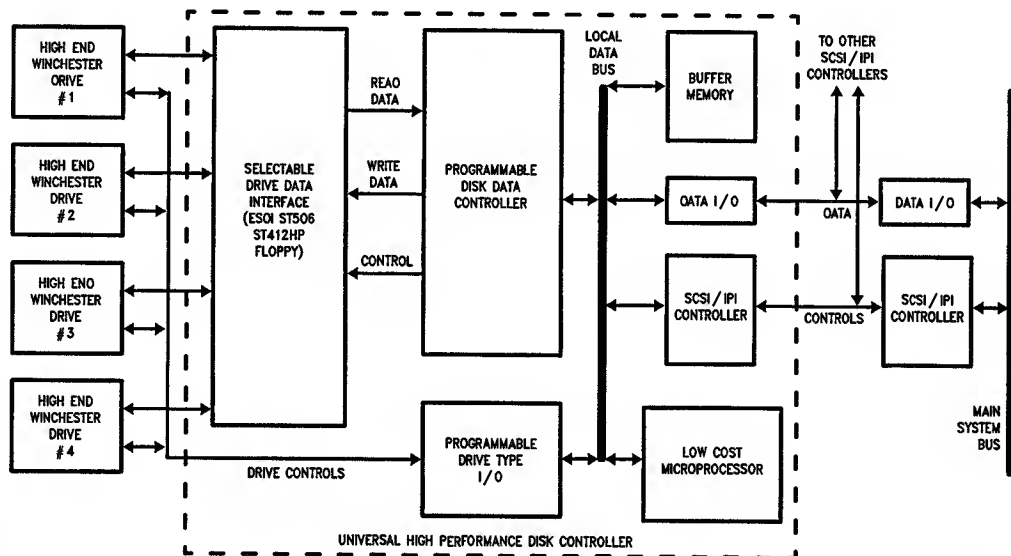 HIGH END
WINCHESTER
ORIVE
#1
HIGH END
WINCHESTER
DRIVE
#2
HIGH ENO
WINCHESTER
DRIVE
#3
HIGH END
WINCHESTER
DRIVE
#4
SELECTABLE
DRIVE DATA
INTERFACE
(ESOI ST506
ST412HP
FLOPPY)
REAO
DATA
WRITE
DATA
CONTROL
PROGRAMMABLE
DISK DATA
CONTROLLER
DRIVE CONTROLS
PROGRAMMABLE
DRIVE TYPE
I/O
LOCAL
DATA
BUS
BUFFER
MEMORY
OATA I/O
SCSI/IPI
CONTROLLER
LOW COST
MICROPROCESSOR
TO OTHER
SCSI/IPI
CONTROLLERS
OATA
CONTROLS
DATA I/O
SCSI/IPI
CONTROLLER
MAIN
SYSTEM
BUS
UNIVERSAL HIGH PERFORMANCE DISK CONTROLLER